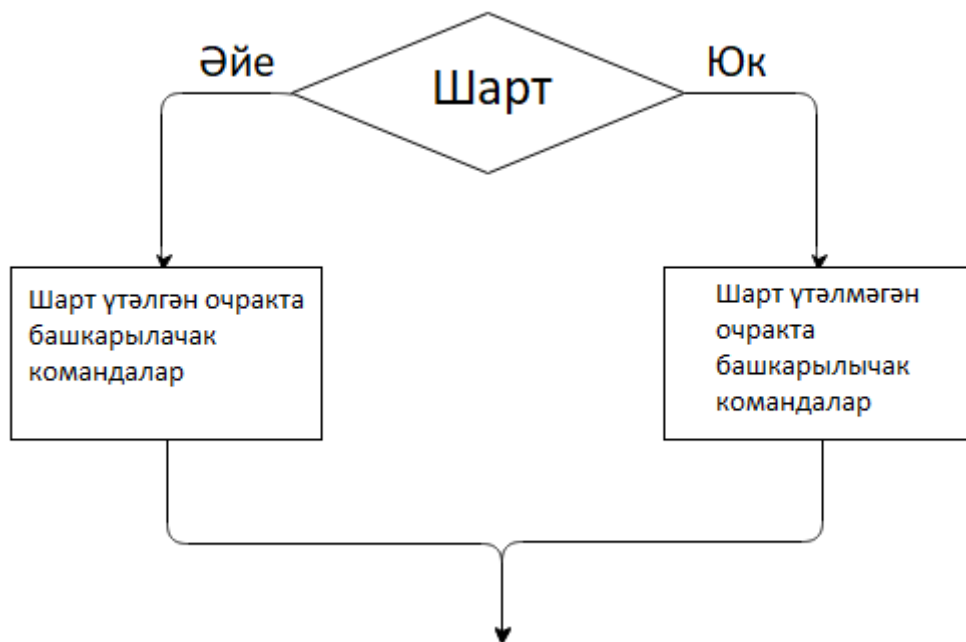 Әйе
Шарт
Юк
Шарт үтәлгән очракта
башкарылачак
командалар
Шарт үтәлмәгән
очракта
башкарылычак
командалар